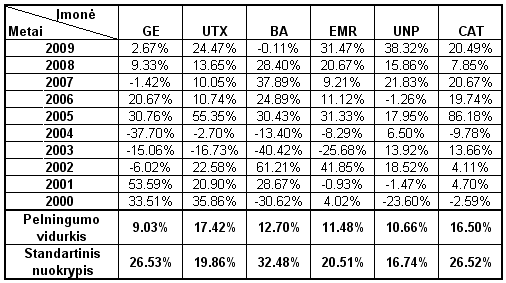 Įmonė
Metai GE UTX BA EMR UNP CAT
2009 2.67% 24.47% -0.11% 31.47% 38.32% 20.49%
2008 9.33% 13.65% 28.40% 20.67% 15.86% 7.85%
2007 -1.42% 10.05% 37.89% 9.21% 21.83% 20.67%
2006 20.67% 10.74% 24.89% 11.12% -1.26% 19.74%
2005 30.76% 55.35% 30.43% 31.33% 17.95% 86.18%
2004 -37.70% -2.70% -13.40% -8.29% 6.50% -9.78%
2003 -15.06% -16.73% -40.42% -25.68% 13.92% 13.66%
2002 -6.02% 22.58% 61.21% 41.85% 18.52% 4.11%
2001 53.59% 20.90% 28.67% -0.93% -1.47% 4.70%
2000 33.51% 35.86% -30.62% 4.02% -23.60% -2.59%
Pelningumo
vidurkis 9.03% 17.42% 12.70% 11.48% 10.66% 16.50%
Standartinis
nuokrypis 26.53% 19.86% 32.48% 20.51% 16.74% 26.52%